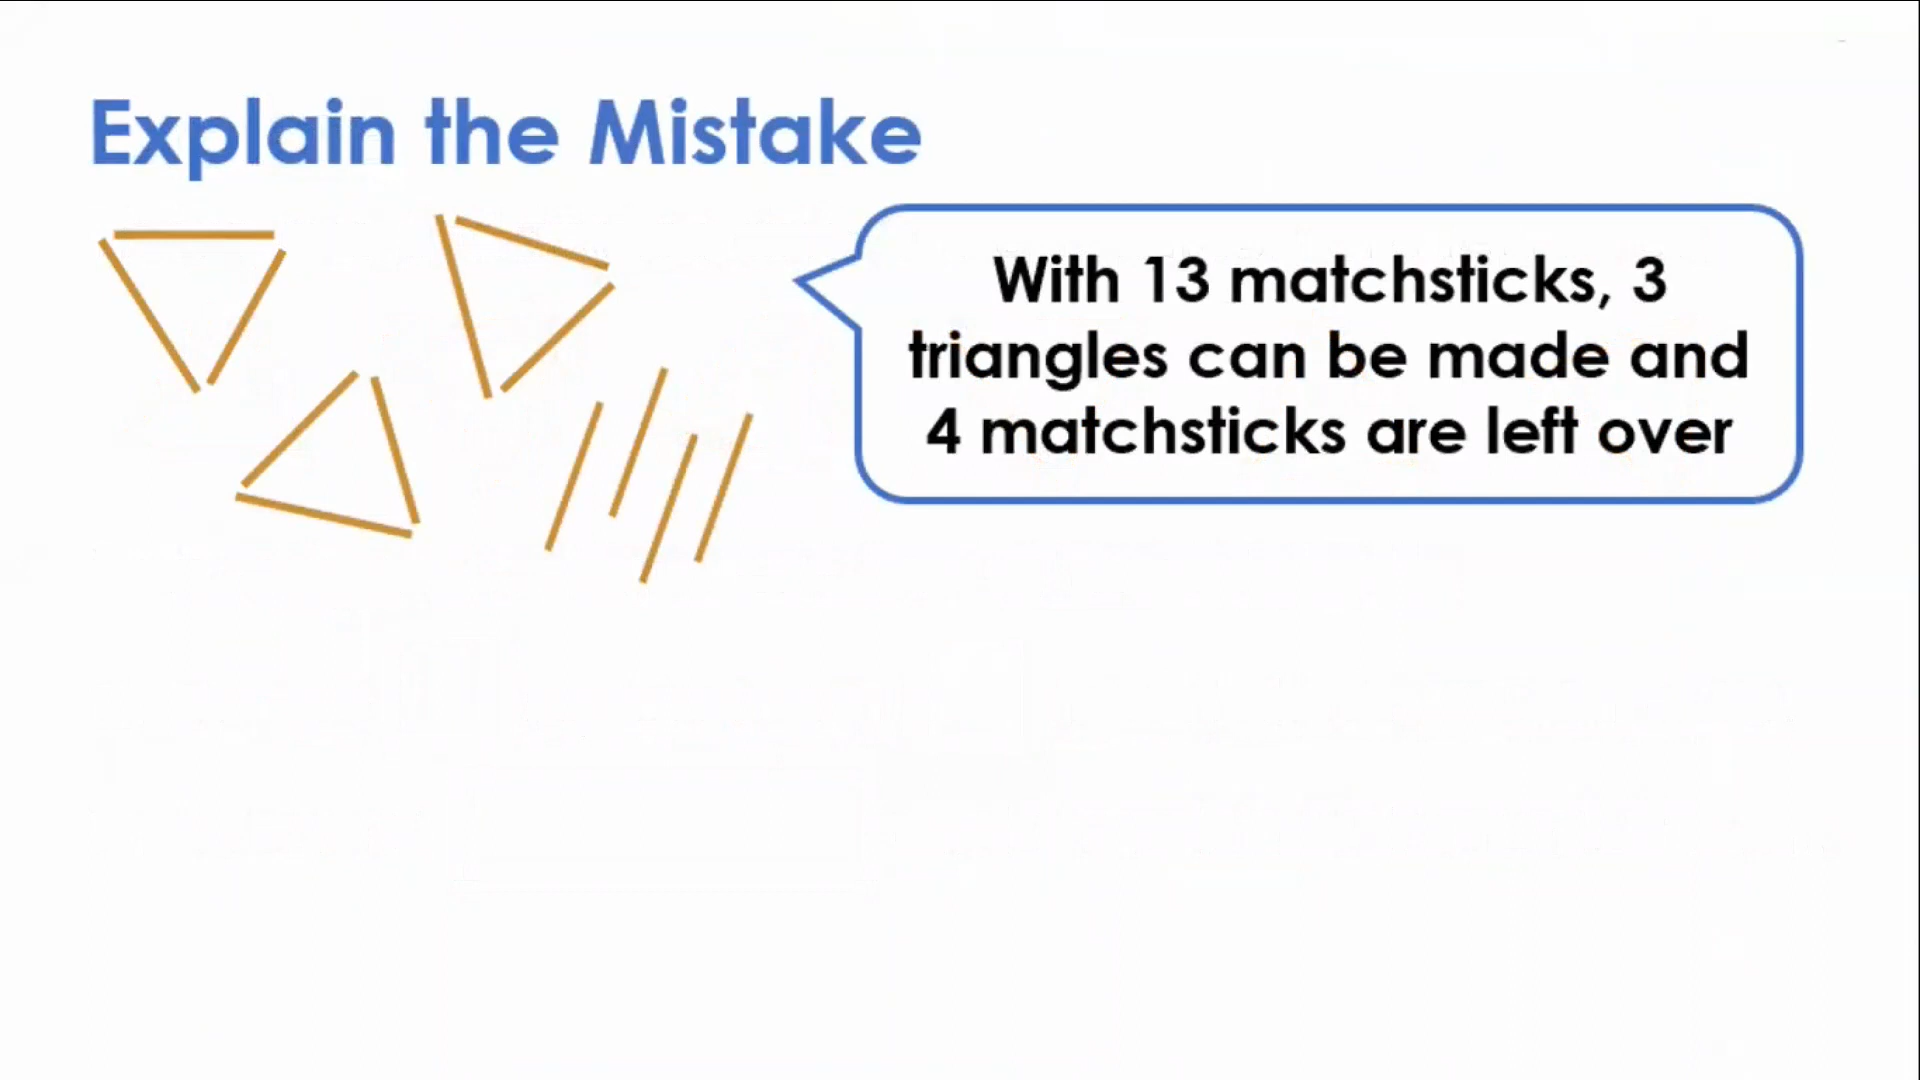 Explain the Mistake
With 13 matchsticks, 3
triangles can be made and
4 matchsticks are left over